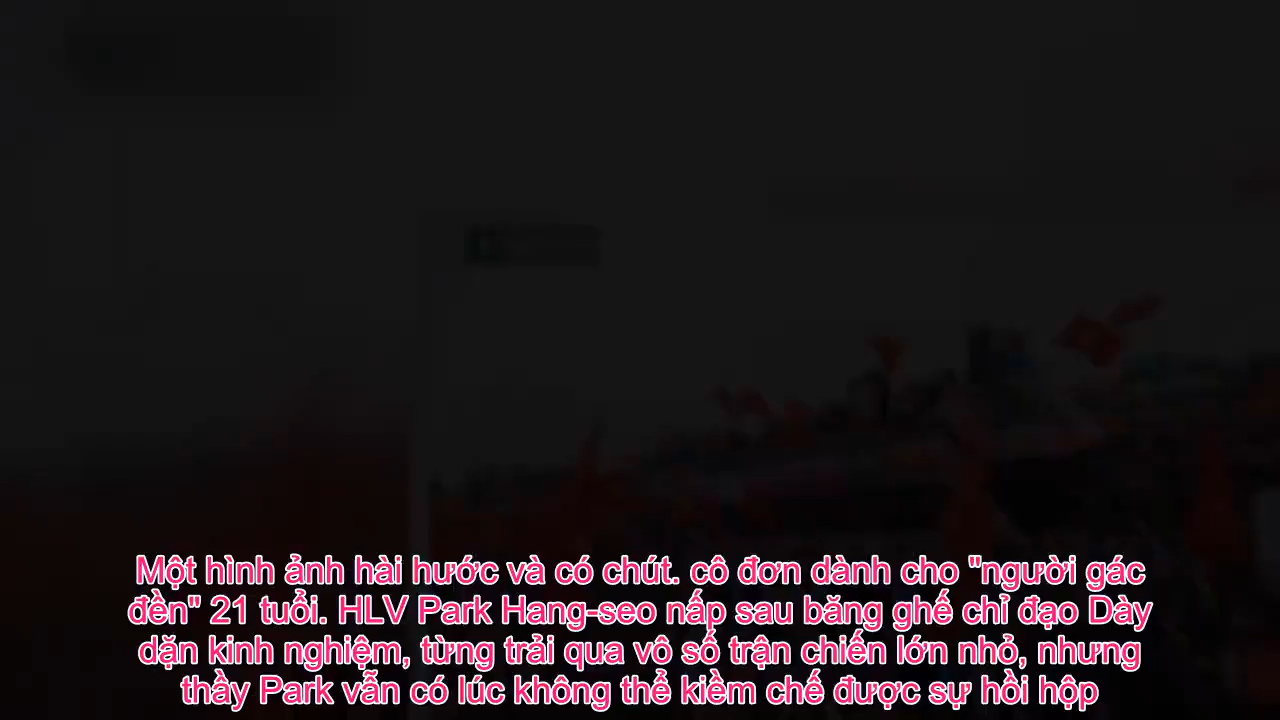 Một hình ảnh hài hước và có chút. cô đơn dành cho "người gác
đền" 21 tuổi. HLV Park Hang-seo nấp sau băng ghế chỉ đạo Dày
dặn kinh nghiệm, từng trải qua vô số trận chiến lớn nhỏ, nhưng
thầy Park vẫn có lúc không thể kiềm chế được sự hồi hộp